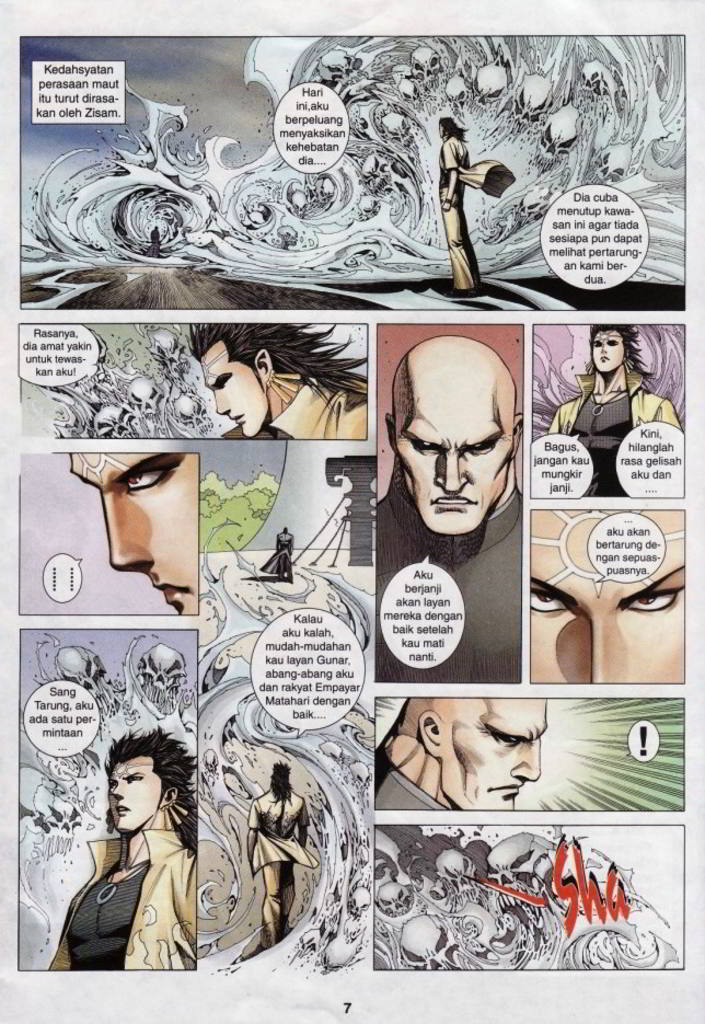 Kedahsyatan
perasaan maut
itu turut dirasa-
kan oleh Zisam.
Hari
ini,aku
berpeluang
menyaksikan
kehebatan
dia....
Dia cuba
menutup kawa-
san ini agar tiada
sesiapa pun dapat
melihat pertarung-
an kami ber-
dua.
Rasanya,
dia amat yakin
untuk tewas-
kan aku!
......
Sang
Tarung, aku
ada satu per-
mintaan
...
Kalau
aku kalah,
mudah-mudahan
kau layan Gunar,
abang-abang aku
dan rakyat Empayar
Matahari dengan
baik....
Aku
berjanji
akan layan
mereka dengan
baik setelah
kau mati
nanti.
Bagus,
jangan kau
mungkir
janji.
Kini,
hilanglah
rasa gelisah
aku dan
....
...
aku akan
bertarung de-
ngan sepuas-
puasnya.
!
Sha
7